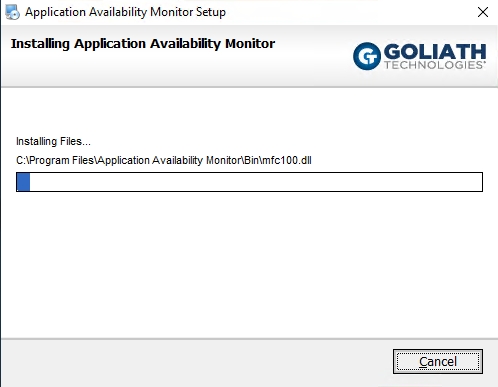 Application Availability Monitor Setup
Installing Application Availability Monitor
GOLIATH
TECHNOLOGIES
Installing Files...
C:\Program Files\Application Availability Monitor\Bin\mfc100.dll
Cancel